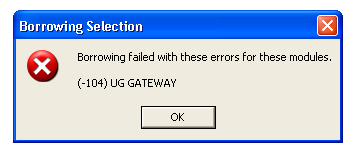 Borrowing Selection
Borrowing failed with these errors for these modules.
(-104) UG GATEWAY
OK